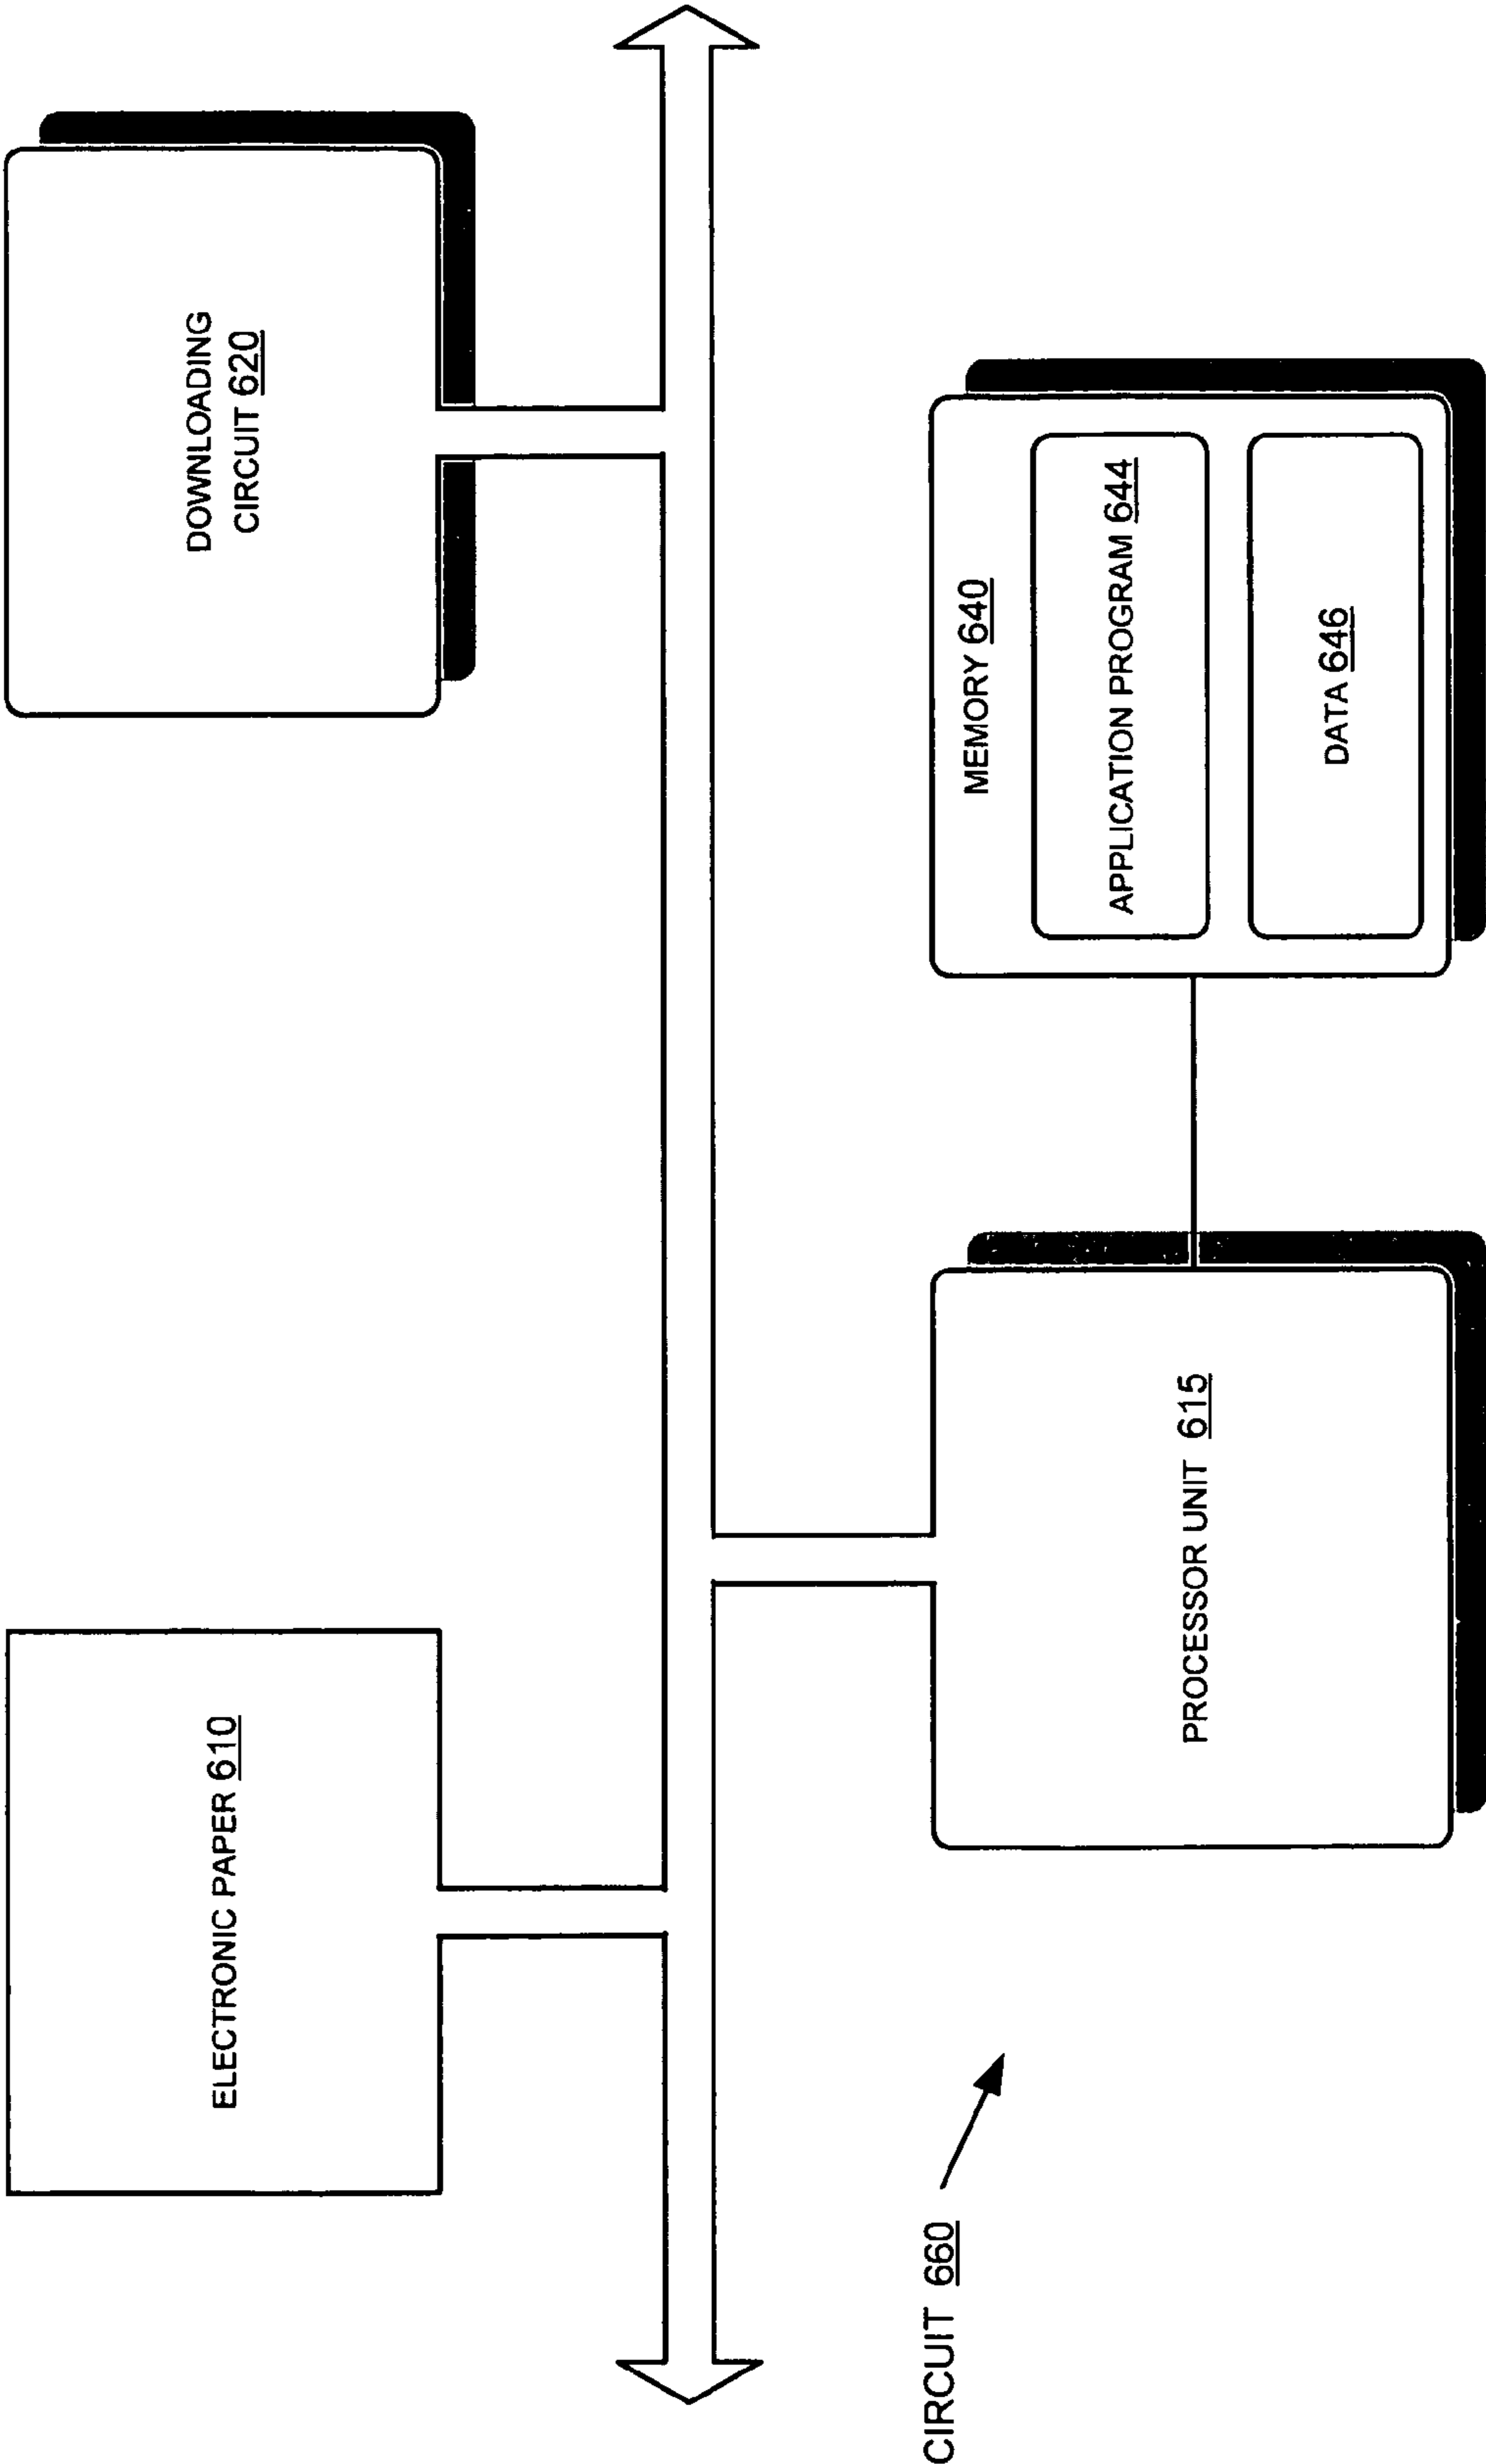 ELECTRONIC PAPER 610
DOWNLOADING
CIRCUIT 620
CIRCUIT 660
PROCESSOR UNIT 615
MEMORY 640
APPLICATION PROGRAM 644
DATA 646